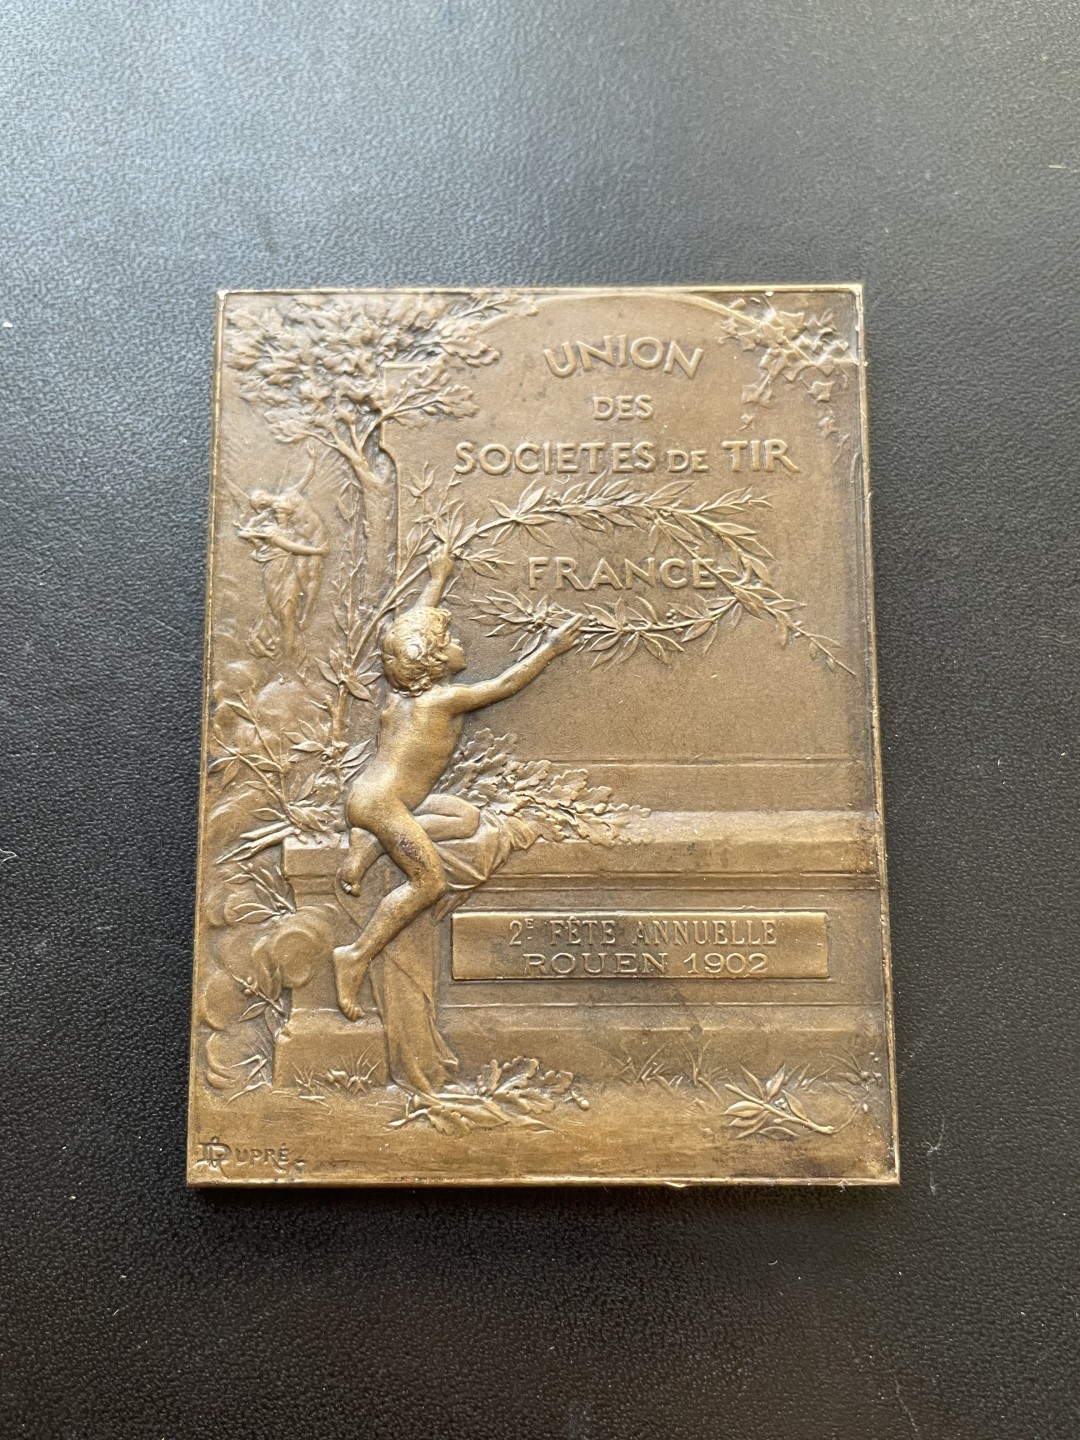 UNION
DES
SOCIETES DE TIR
FRANCE
2E FÊTE ANNUELLE
ROUEN 1902
DUPRÉ